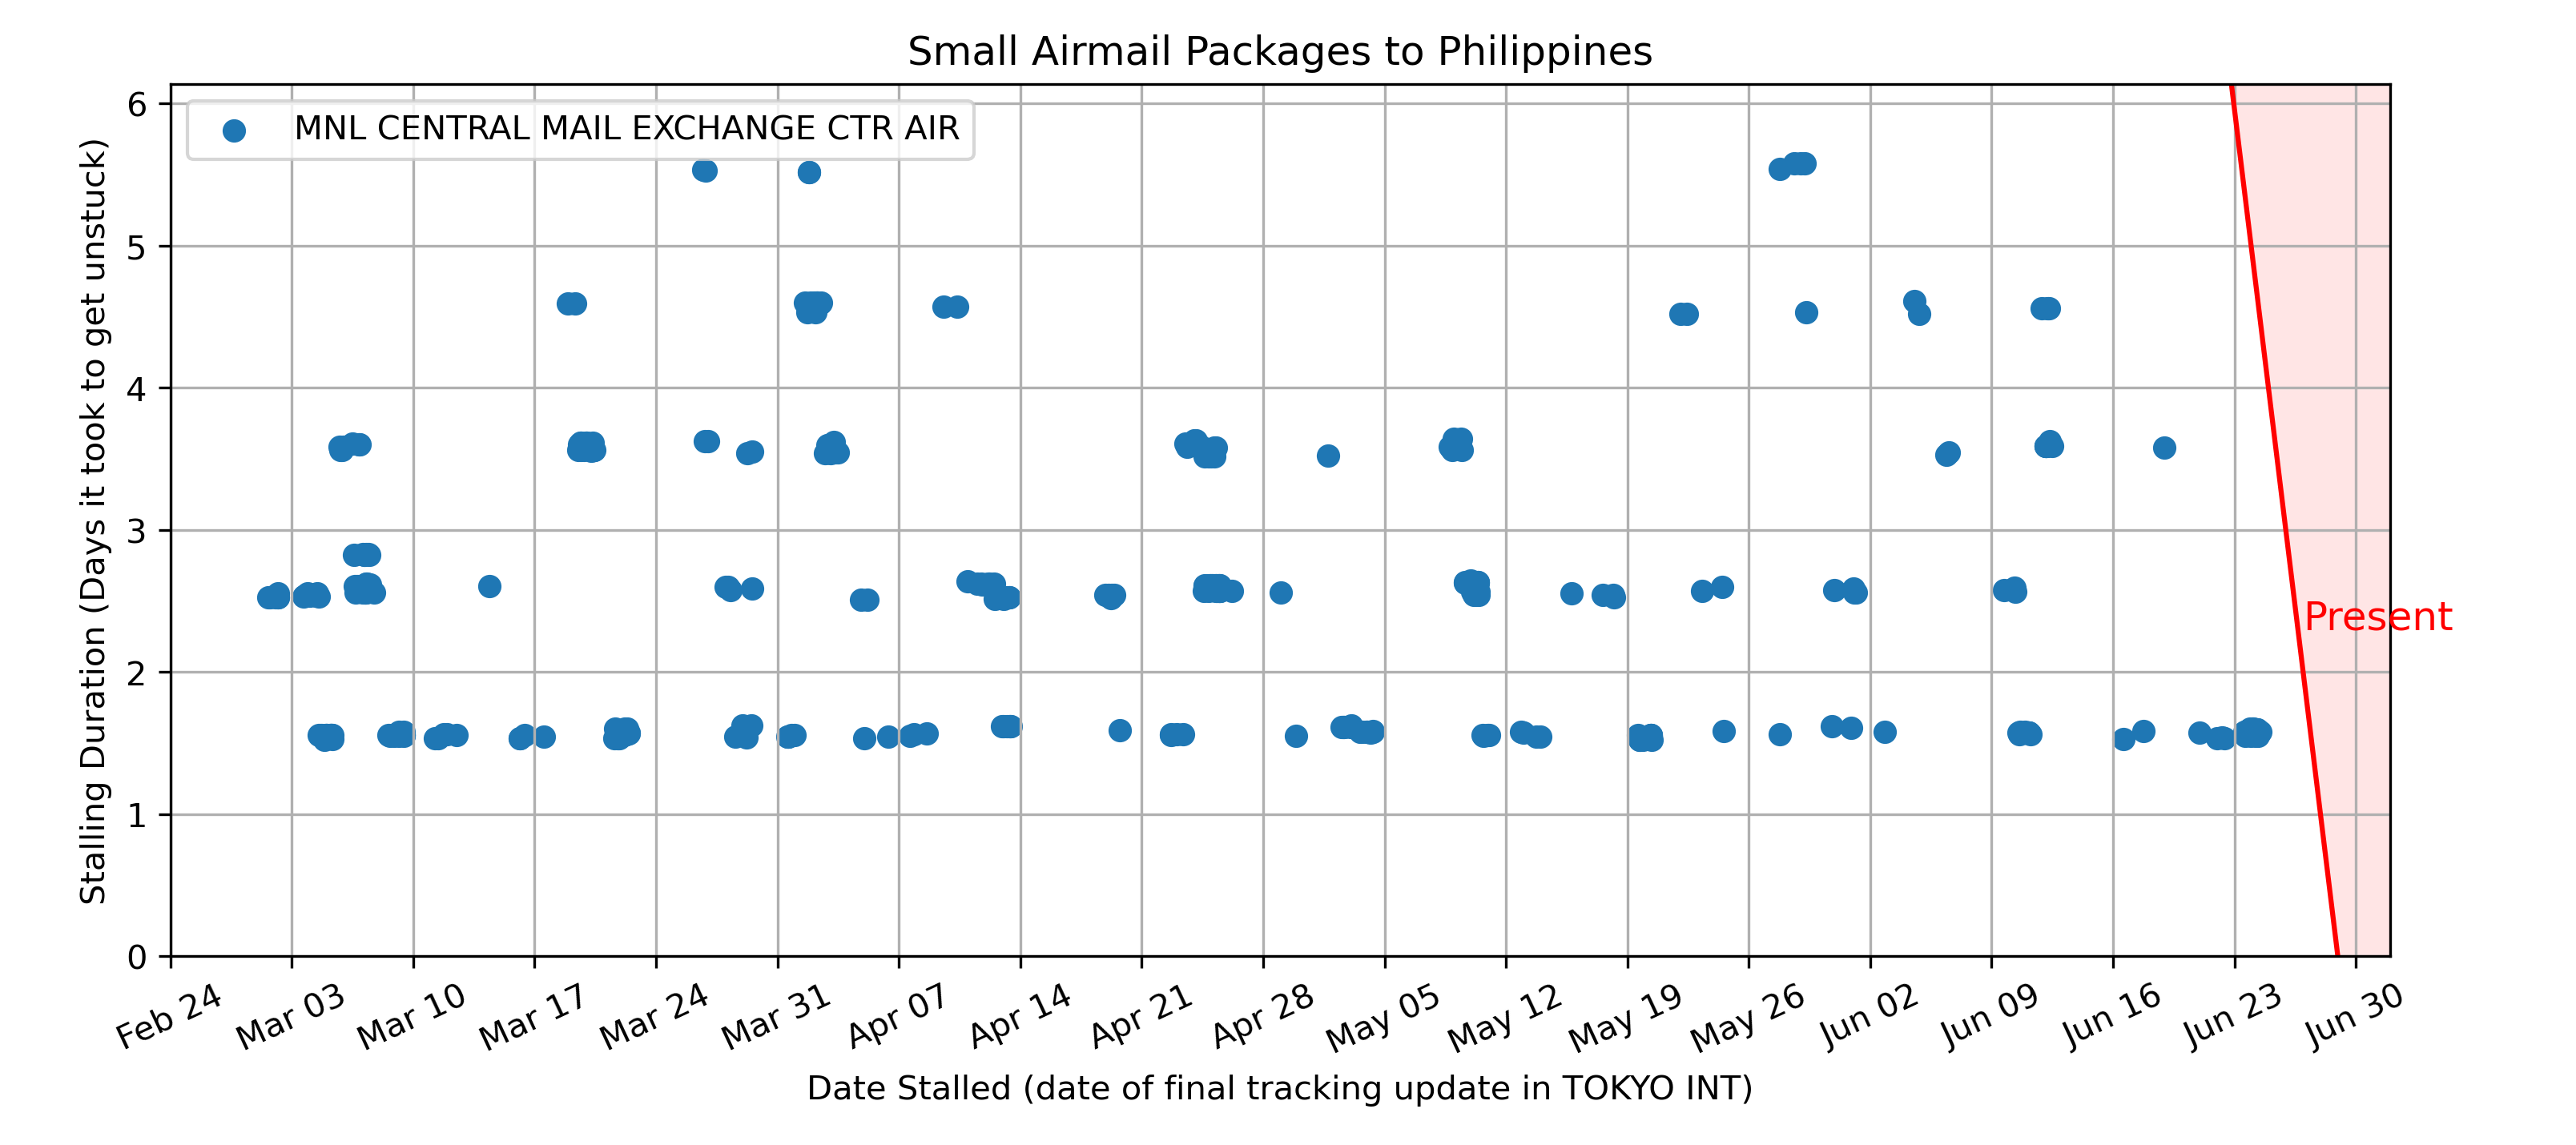 Small Airmail Packages to Philippines
MNL CENTRAL MAIL EXCHANGE CTR AIR
Stalling Duration (Days it took to get unstuck)
6
5
4
3
2
1
0
Present
Feb 24 Mar 03 Mar 10 Mar 17 Mar 24 Mar 31 Apr 07 Apr 14 Apr 21 Apr 28 May 05 May 12 May 19 May 26 Jun 02 Jun 09 Jun 16 Jun 23 Jun 30
Date Stalled (date of final tracking update in TOKYO INT)